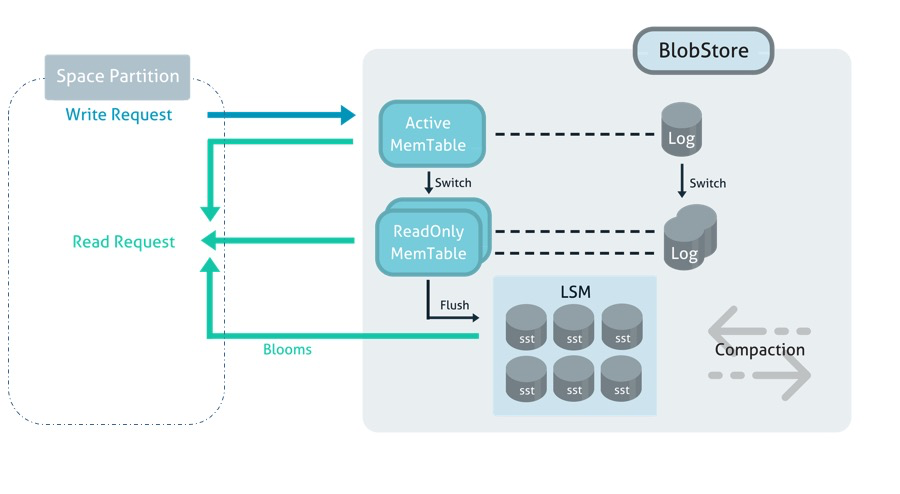 BlobStore
Space Partition
Write Request
Active
MemTable
Log
Switch
Switch
Read Request
ReadOnly
MemTable
Log
Flush
LSM
sst
sst
sst
Blooms
Compaction
sst
sst
sst